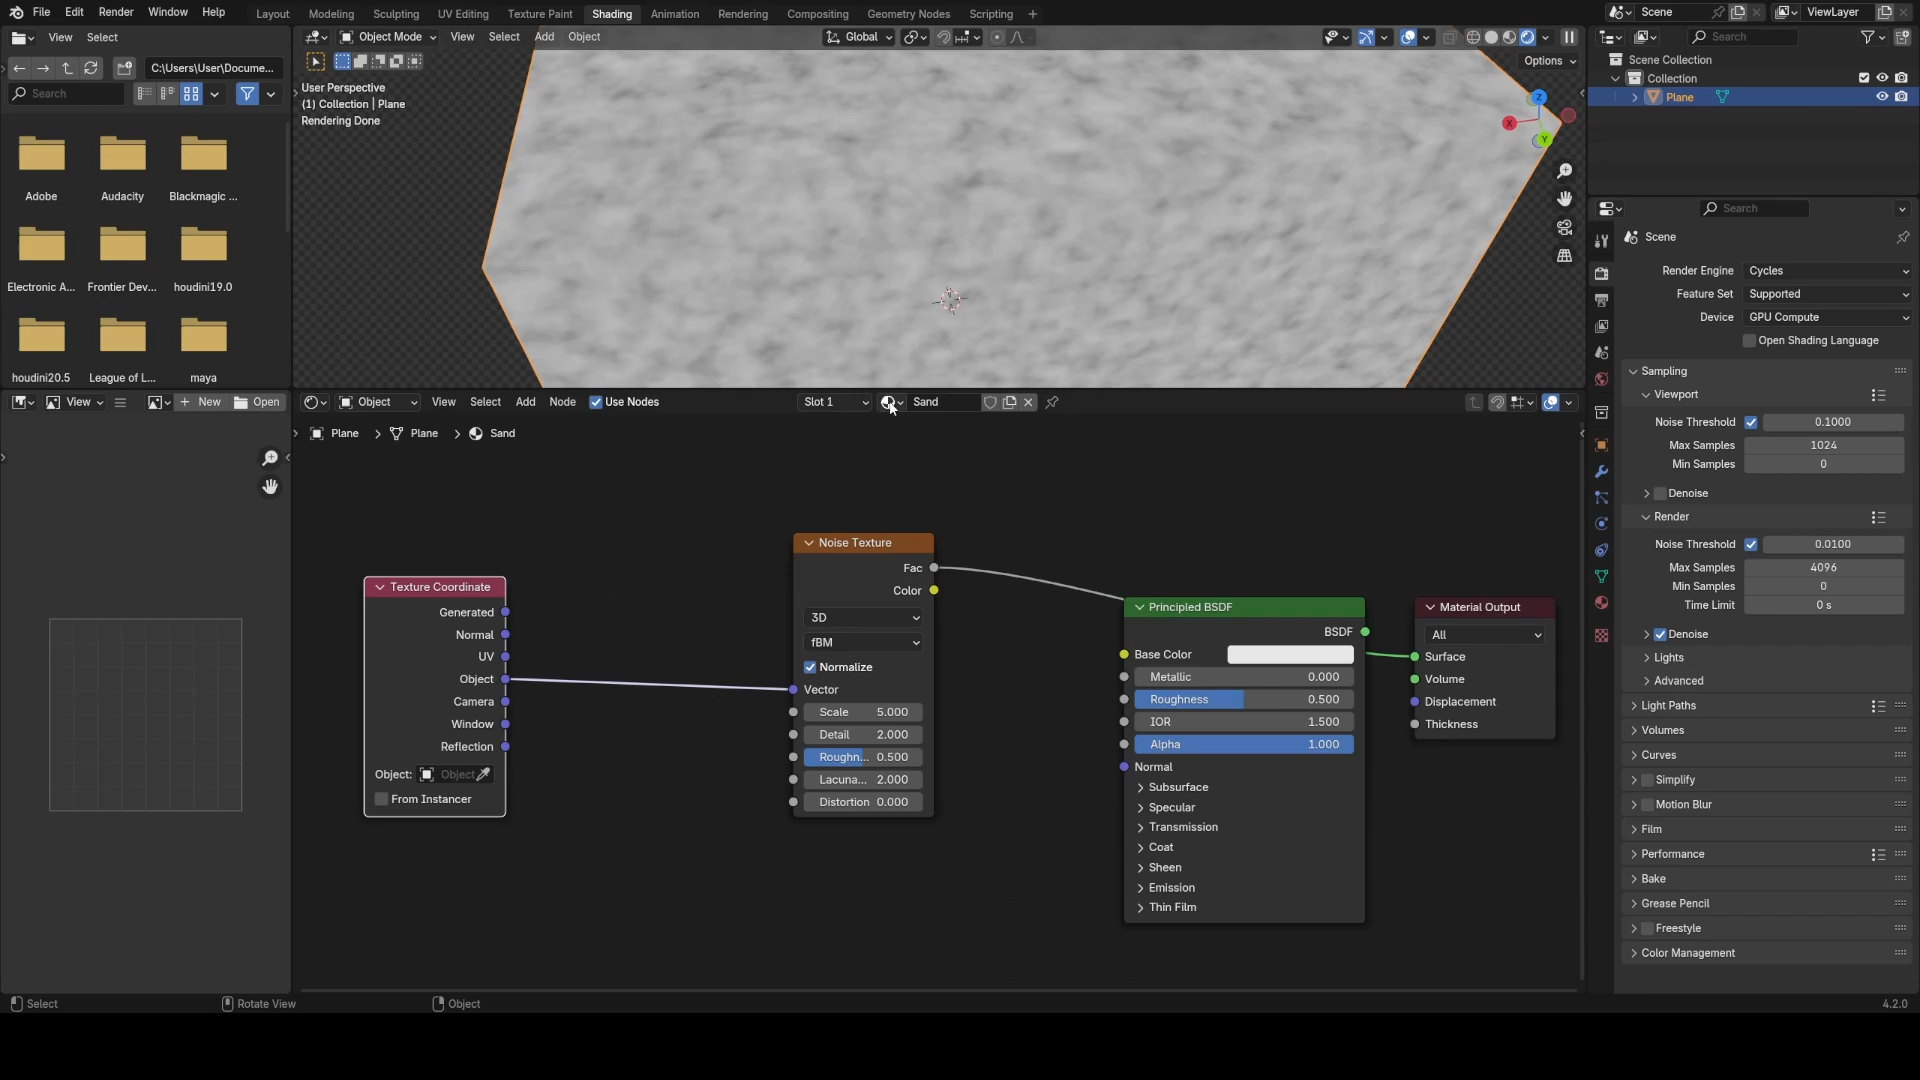 File Edit Render Window Help
Layout Modeling Sculpting UV Editing Texture Paint Shading Animation Rendering Compositing Geometry Nodes Scripting +
Scene
ViewLayer
View Select
C:\Users\User\Docume...
Search
Adobe Audacity Blackmagic ...
Electronic A... Frontier Dev... houdini19.0
houdini20.5 League of L... maya
Object Mode View Select Add Object
Global
Options
User Perspective
(1) Collection | Plane
Rendering Done
X
Z
Y
View
New
Open
Object View Select Add Node Use Nodes
Slot 1
Sand
Plane > Plane > Sand
Texture Coordinate
Generated
Normal
UV
Object
Camera
Window
Reflection
Object: Object
From Instancer
Noise Texture
Fac
Color
3D
fBM
Normalize
Vector
Scale 5.000
Detail 2.000
Roughn... 0.500
Lacuna... 2.000
Distortion 0.000
Principled BSDF
BSDF
Base Color
Metallic 0.000
Roughness 0.500
IOR 1.500
Alpha 1.000
Normal
Subsurface
Specular
Transmission
Coat
Sheen
Emission
Thin Film
Material Output
All
Surface
Volume
Displacement
Thickness
Search
Scene Collection
Collection
Plane
Search
Scene
Render Engine Cycles
Feature Set Supported
Device GPU Compute
Open Shading Language
Sampling
Viewport
Noise Threshold 0.1000
Max Samples 1024
Min Samples 0
Denoise
Render
Noise Threshold 0.0100
Max Samples 4096
Min Samples 0
Time Limit 0 s
Denoise
Lights
Advanced
Light Paths
Volumes
Curves
Simplify
Motion Blur
Film
Performance
Bake
Grease Pencil
Freestyle
Color Management
Select
Rotate View
Object
4.2.0